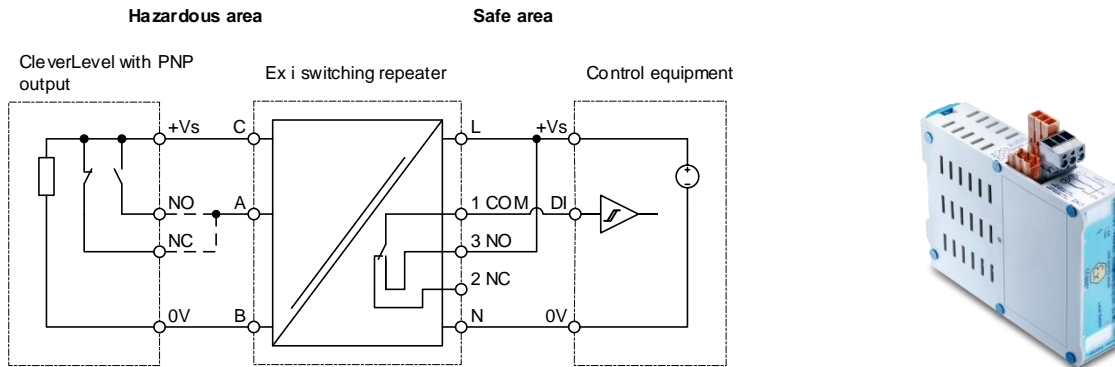 Hazardous area
Safe area
CleverLevel with PNP
output
Ex i switching repeater
Control equipment
+Vs
C
L
+Vs
NO
A
1 COM
DI
NC
3 NO
2 NC
0V
B
N
0V